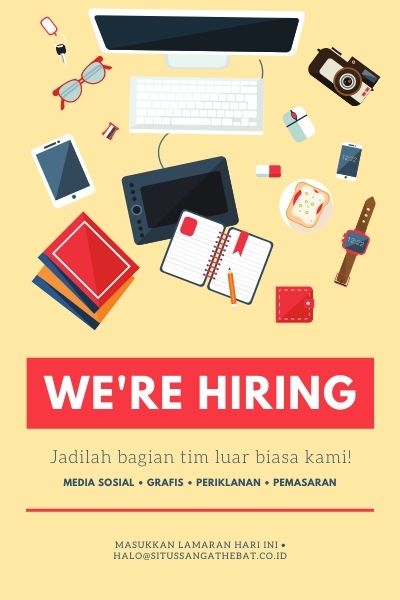 WE'RE HIRING
Jadilah bagian tim luar biasa kami!
MEDIA SOSIAL • GRAFIS • PERIKLANAN • PEMASARAN
MASUKKAN LAMARAN HARI INI •
HALO@SITUSSANGATHEBAT.CO.ID